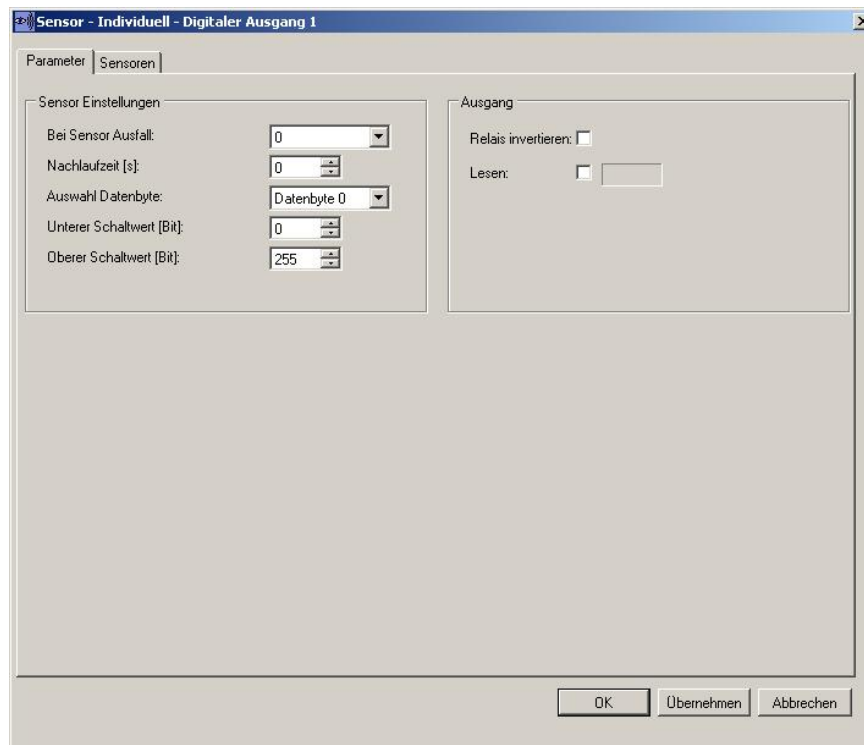 Sensor - Individuell - Digitaler Ausgang 1
Parameter
Sensoren
Sensor Einstellungen
Bei Sensor Ausfall: 0
Nachlaufzeit [s]: 0
Auswahl Datenbyte: Datenbyte 0
Unterer Schaltwert [Bit]: 0
Oberer Schaltwert [Bit]: 255
Ausgang
Relais invertieren:
Lesen:
OK
Übernehmen
Abbrechen